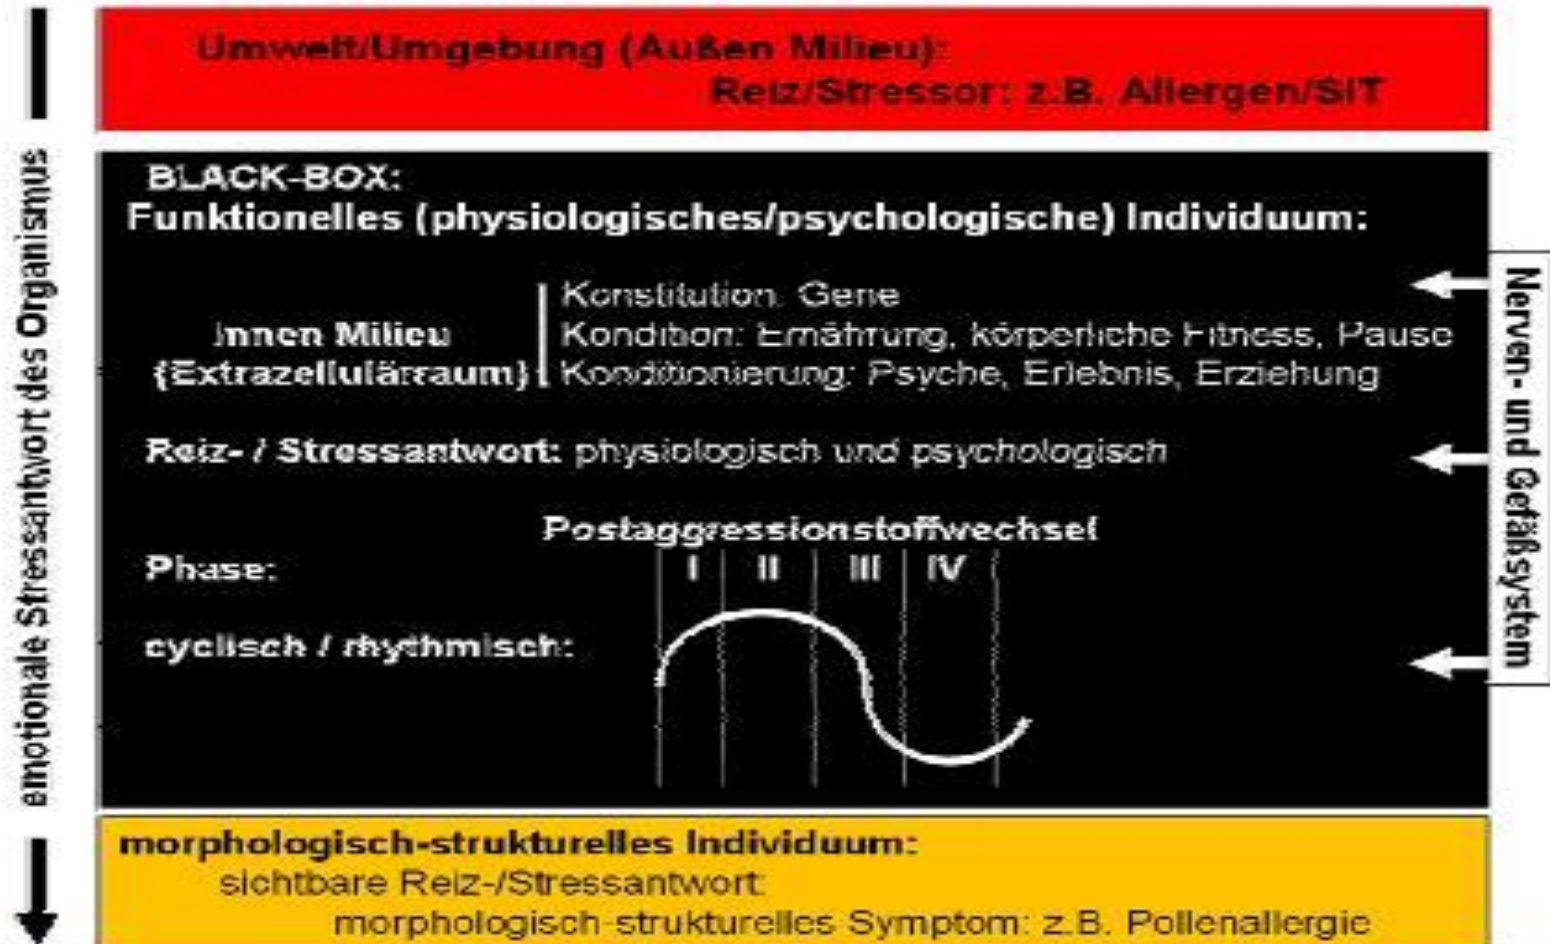 Umwelt/Umgebung (Außen Milieu):
Reiz/Stressor: z.B. Allergen/SIT
BLACK-BOX:
Funktionelles (physiologisches/psychologische) Individuum:
Innen Milieu
(Extrazellulärraum)
Konstitution: Gene
Kondition: Ernährung, körperliche Fitness, Pause
Konditionierung: Psyche, Erlebnis, Erziehung
Reiz- / Stressantwort: physiologisch und psychologisch
Postaggressionstoffwechsel
Phase: I II III IV
cyclisch / rhythmisch:
morphologisch-strukturelles Individuum:
sichtbare Reiz-/Stressantwort:
morphologisch-strukturelles Symptom: z.B. Pollenallergie
emotionale Stressantwort des Organismus
Nerven- und Gefäßsystem